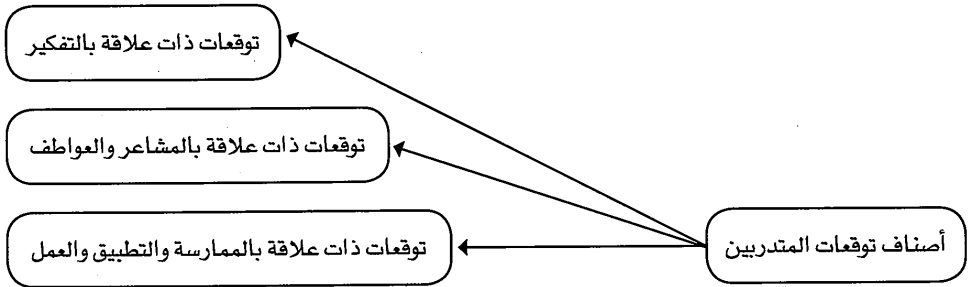 أصناف توقعات المتدربين
توقعات ذات علاقة بالتفكير
توقعات ذات علاقة بالمشاعر والعواطف
توقعات ذات علاقة بالممارسة والتطبيق والعمل